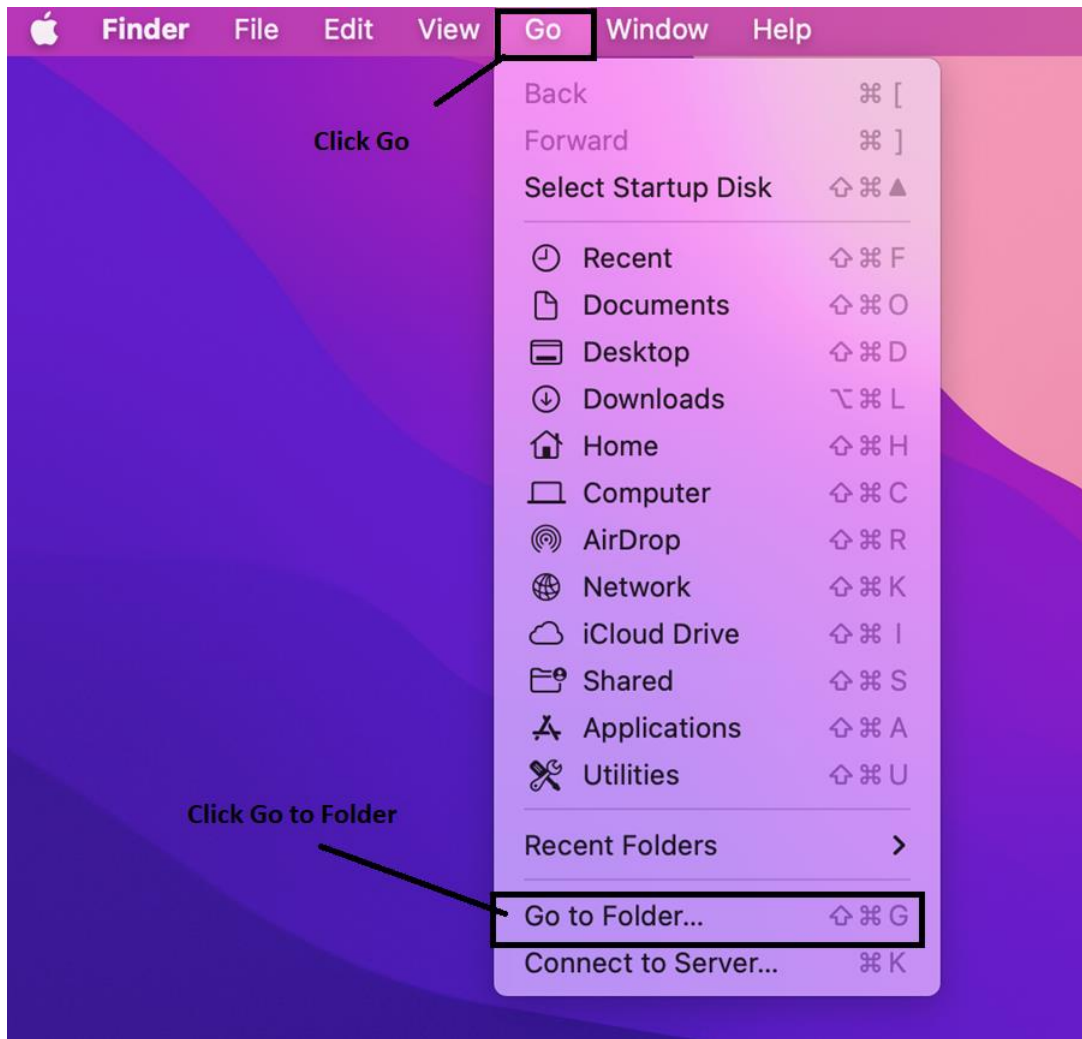 Finder File Edit View Go Window Help
Click Go
Back ⌘ [
Forward ⌘ ]
Select Startup Disk ⇧⌘▲
Recent ⇧⌘F
Documents ⇧⌘O
Desktop ⇧⌘D
Downloads ⌥⌘L
Home ⇧⌘H
Computer ⇧⌘C
AirDrop ⇧⌘R
Network ⇧⌘K
iCloud Drive ⇧⌘I
Shared ⇧⌘S
Applications ⇧⌘A
Utilities ⇧⌘U
Click Go to Folder
Recent Folders >
Go to Folder... ⇧⌘G
Connect to Server... ⌘K